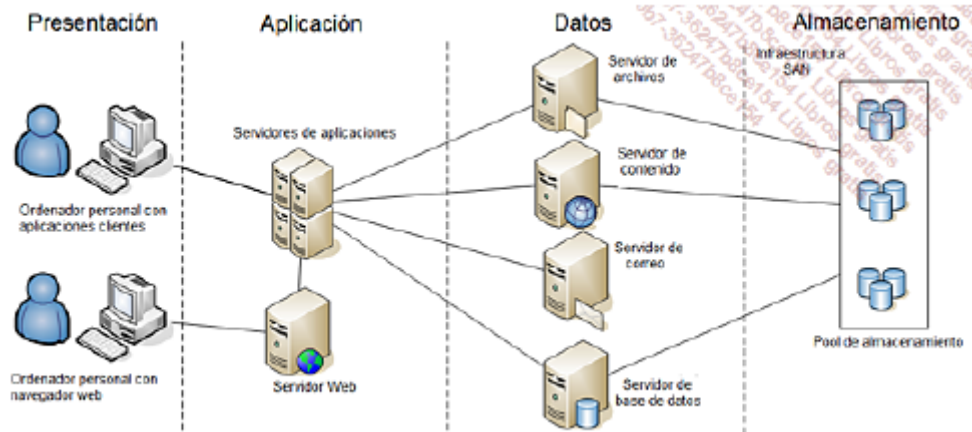 Presentación
Aplicación
Datos
Almacenamiento
Infraestructura
SAN
Servidor de
archivos
Servidores de aplicaciones
Servidor de
contenido
Ordenador personal con
aplicaciones clientes
Servidor de
correo
Pool de almacenamiento
Ordenador personal con
navegador web
Servidor Web
Servidor de
base de datos